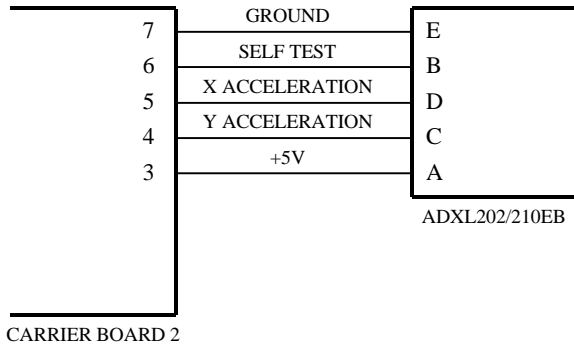 GROUND
7 E
SELF TEST
6 B
X ACCELERATION
5 D
Y ACCELERATION
4 C
+5V
3 A
ADXL202/210EB
CARRIER BOARD 2